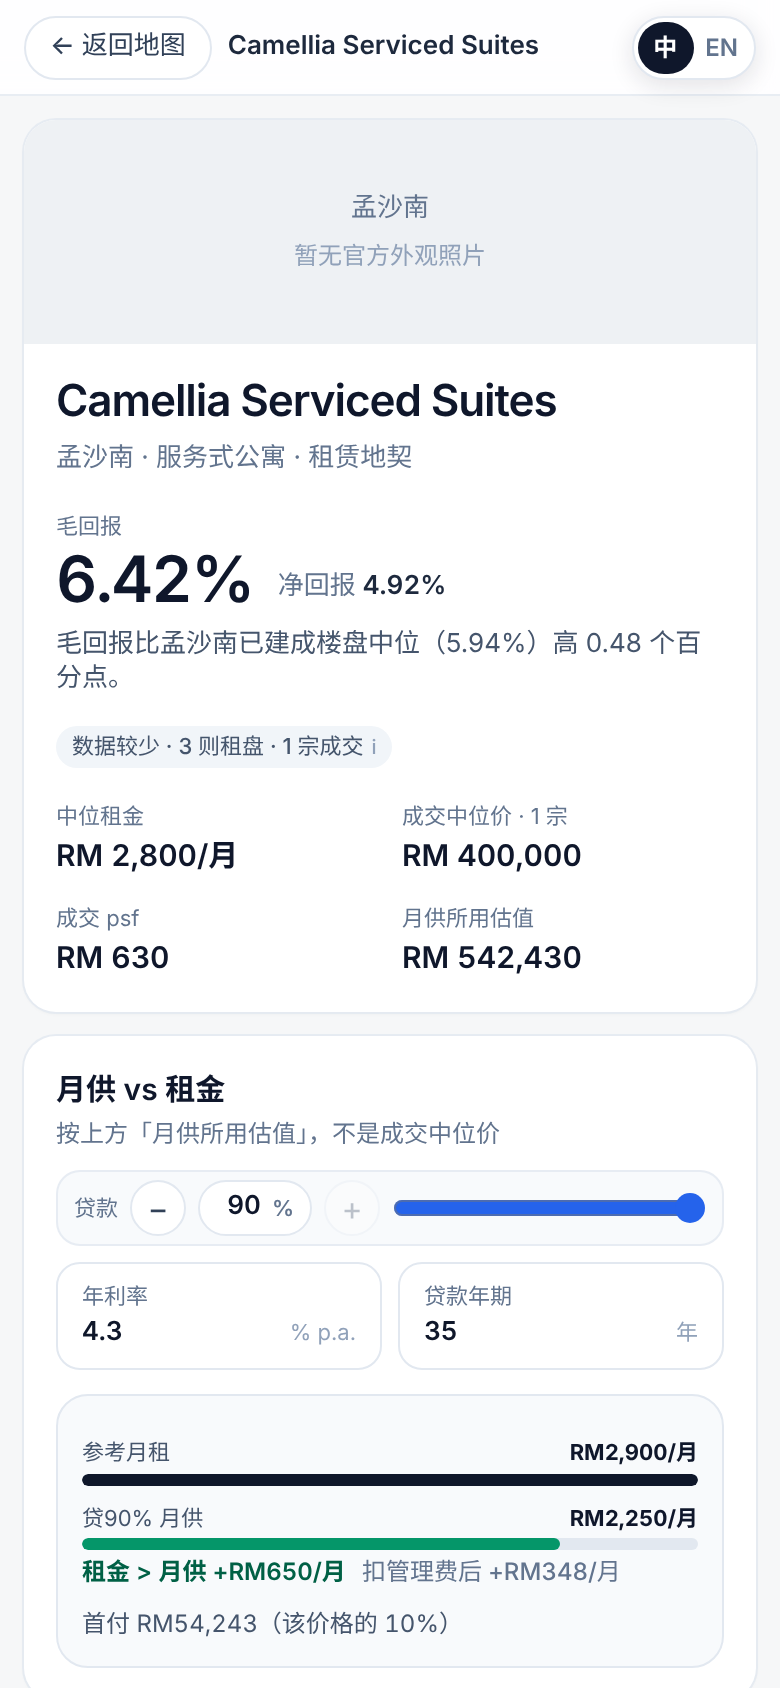 ← 返回地图
Camellia Serviced Suites
中 EN
孟沙南
暂无官方外观照片
Camellia Serviced Suites
孟沙南 · 服务式公寓 · 租赁地契
毛回报
6.42% 净回报 4.92%
毛回报比孟沙南已建成楼盘中位（5.94%）高 0.48 个百
分点。
数据较少 · 3 则租盘 · 1 宗成交 i
中位租金
RM 2,800/月
成交中位价 · 1 宗
RM 400,000
成交 psf
RM 630
月供所用估值
RM 542,430
月供 vs 租金
按上方「月供所用估值」，不是成交中位价
贷款 − 90 % +
年利率
4.3 % p.a.
贷款年期
35 年
参考月租 RM2,900/月
贷90% 月供 RM2,250/月
租金 > 月供 +RM650/月 扣管理费后 +RM348/月
首付 RM54,243（该价格的 10%）